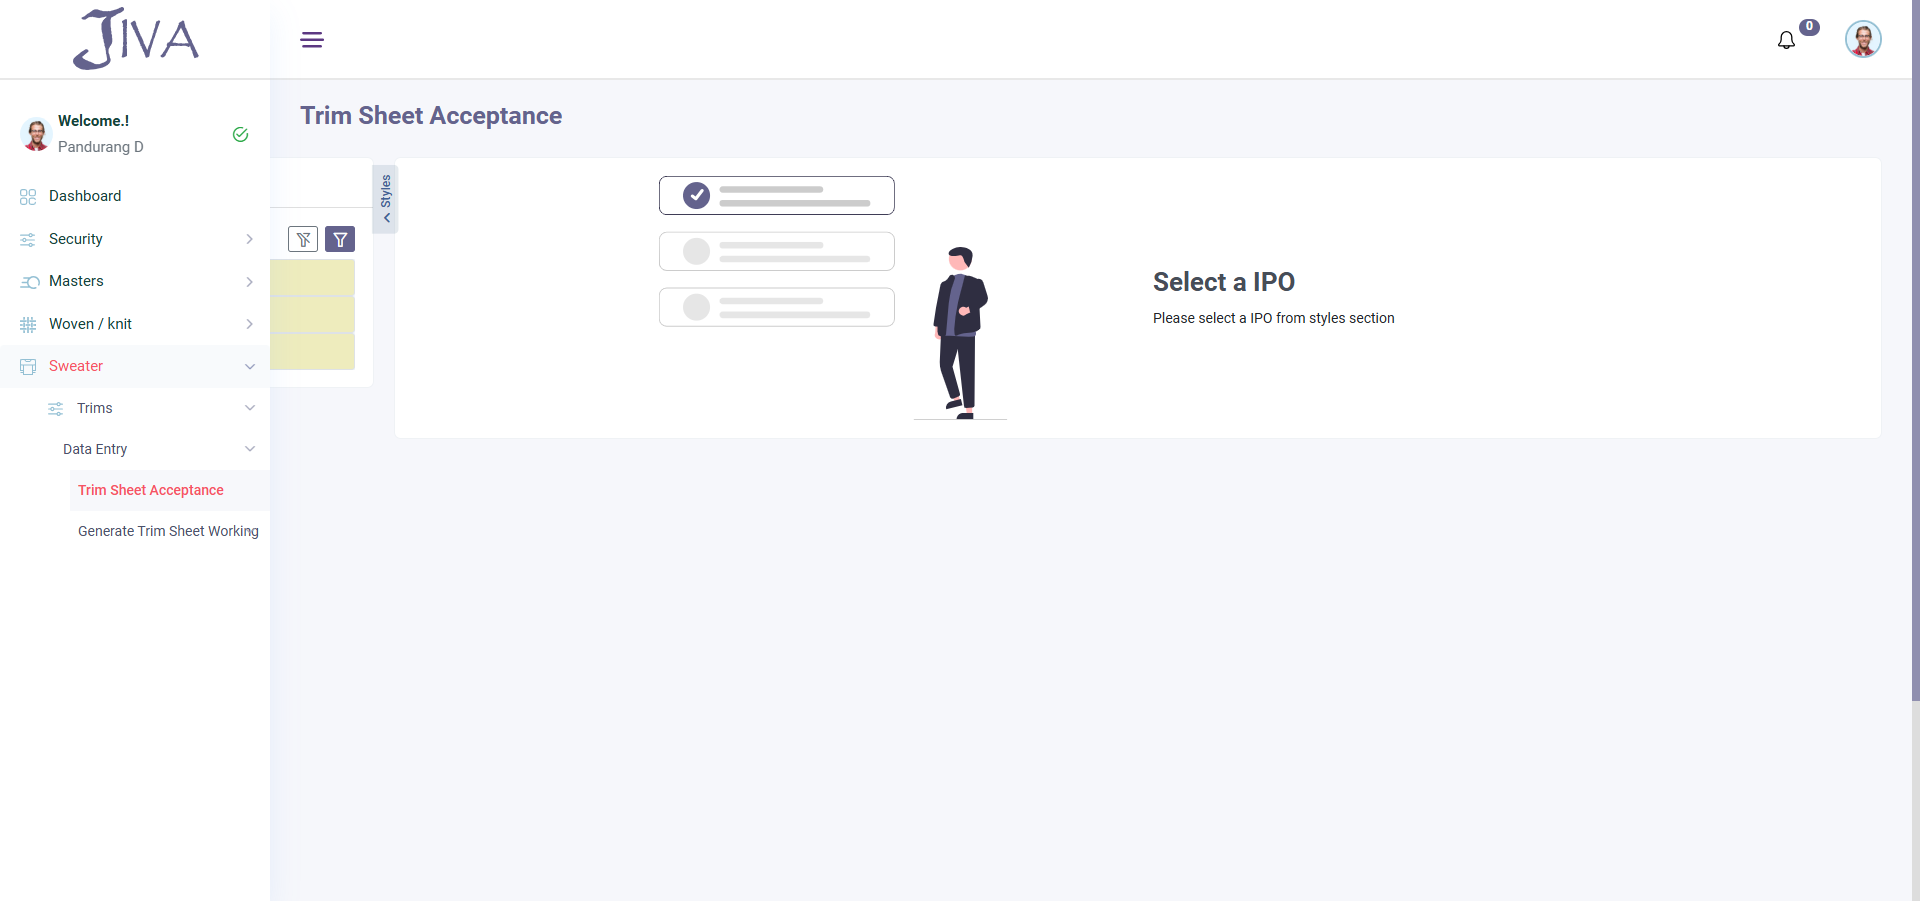 JIVA
0
Welcome.!
Pandurang D
Dashboard
Security
Masters
Woven / knit
Sweater
Trims
Data Entry
Trim Sheet Acceptance
Generate Trim Sheet Working
Trim Sheet Acceptance
Styles
Select a IPO
Please select a IPO from styles section